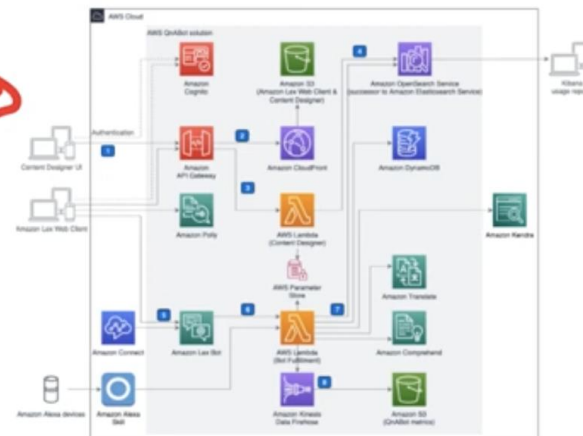 AWS Cloud
AWS QnABot solution
Amazon
Cognito
Amazon S3
(Amazon Lex Web Client &
Content Designer)
4
Amazon OpenSearch Service
(successor to Amazon Elasticsearch Service)
Kibana
Authentication
1
Content Designer UI
Amazon
API Gateway
2
Amazon CloudFront
Amazon DynamoDB
3
Amazon Lex Web Client
Amazon Polly
AWS Lambda
(Content Designer)
Amazon Kendra
AWS Parameter
Store
Amazon Translate
5
6
7
Amazon Connect
Amazon Lex Bot
AWS Lambda
(Bot Fulfillment)
Amazon Comprehend
8
Amazon Alexa devices
Amazon Alexa
Skill
Amazon Kinesis
Data Firehose
Amazon S3
(QnABot metrics)